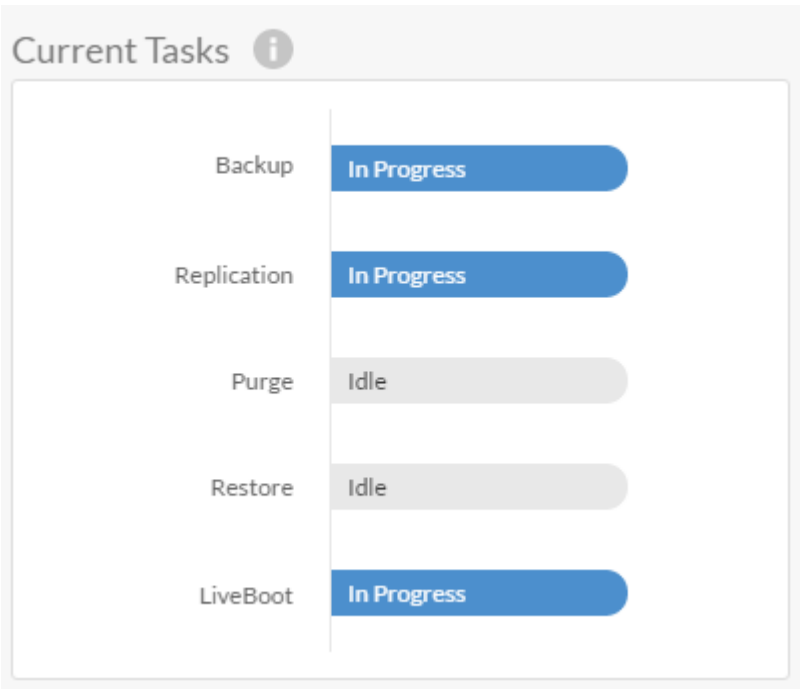 Current Tasks
Backup In Progress
Replication In Progress
Purge Idle
Restore Idle
LiveBoot In Progress